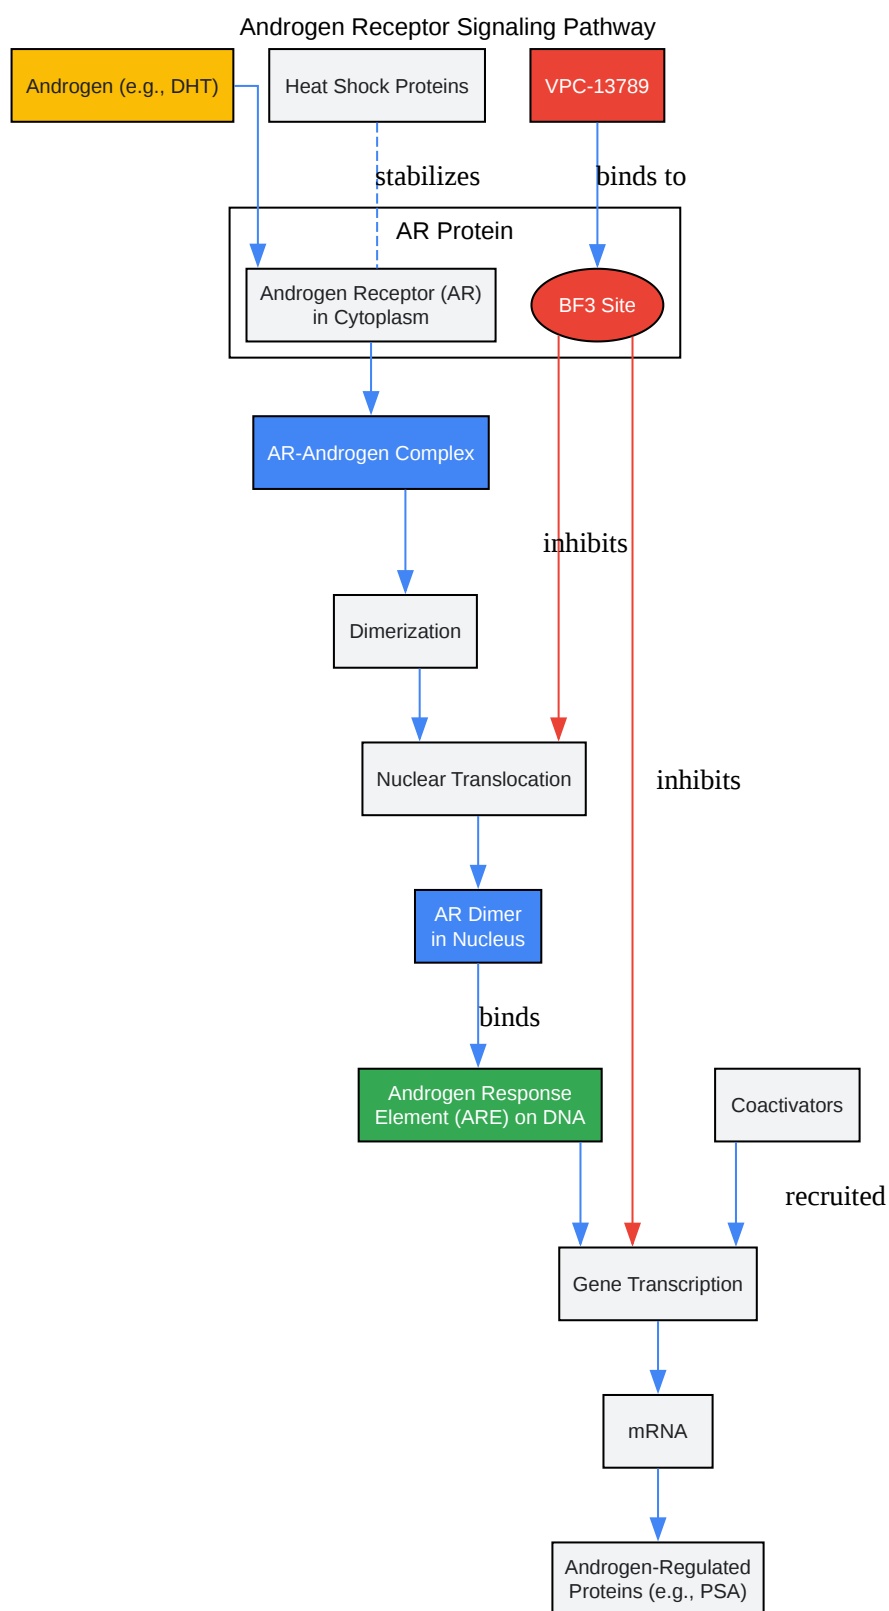 Androgen Receptor Signaling Pathway
Androgen (e.g., DHT)
Heat Shock Proteins
VPC-13789
stabilizes
binds to
AR Protein
Androgen Receptor (AR)
in Cytoplasm
BF3 Site
AR-Androgen Complex
inhibits
Dimerization
Nuclear Translocation
inhibits
AR Dimer
in Nucleus
binds
Androgen Response
Element (ARE) on DNA
Coactivators
recruited
Gene Transcription
mRNA
Androgen-Regulated
Proteins (e.g., PSA)